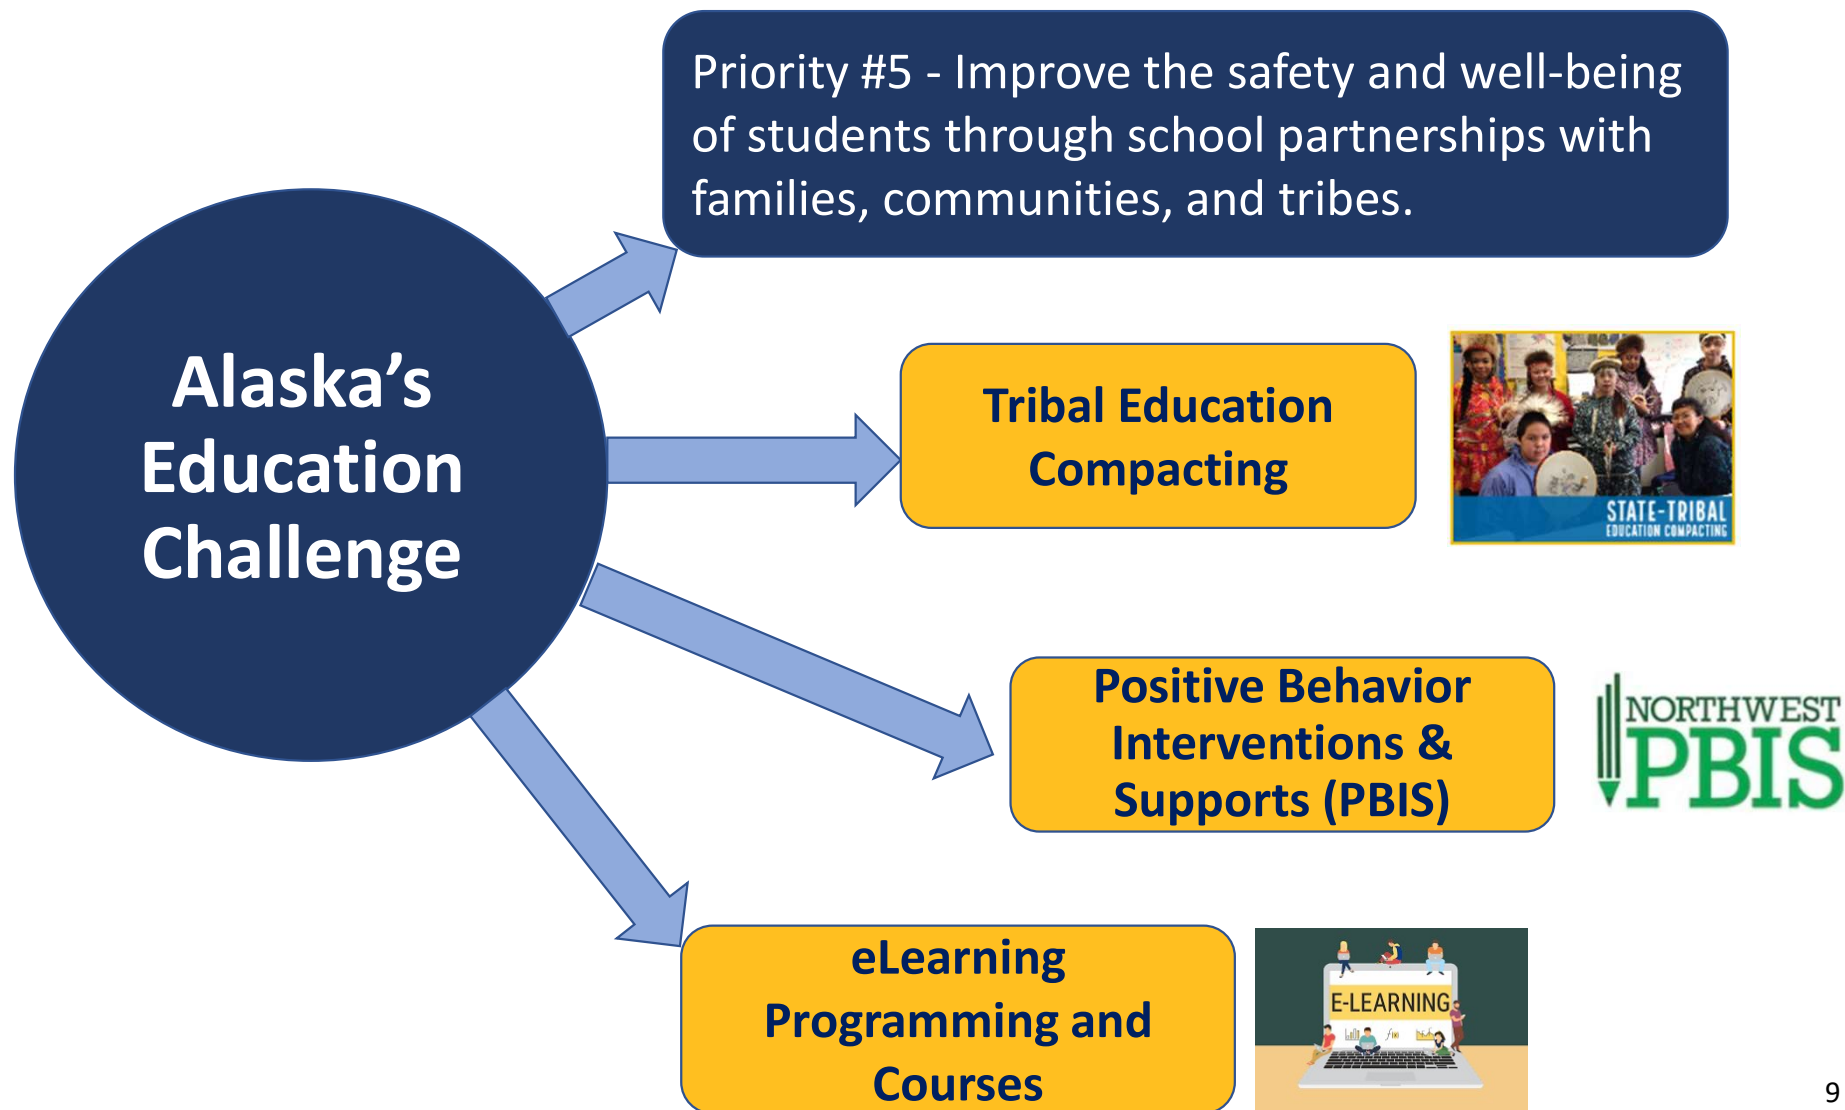 Priority #5 - Improve the safety and well-being
of students through school partnerships with
families, communities, and tribes.
Alaska’s
Education
Challenge
Tribal Education
Compacting
STATE-TRIBAL
EDUCATION COMPACTING
Positive Behavior
Interventions &
Supports (PBIS)
NORTHWEST
PBIS
eLearning
Programming and
Courses
E-LEARNING
f(x)
9